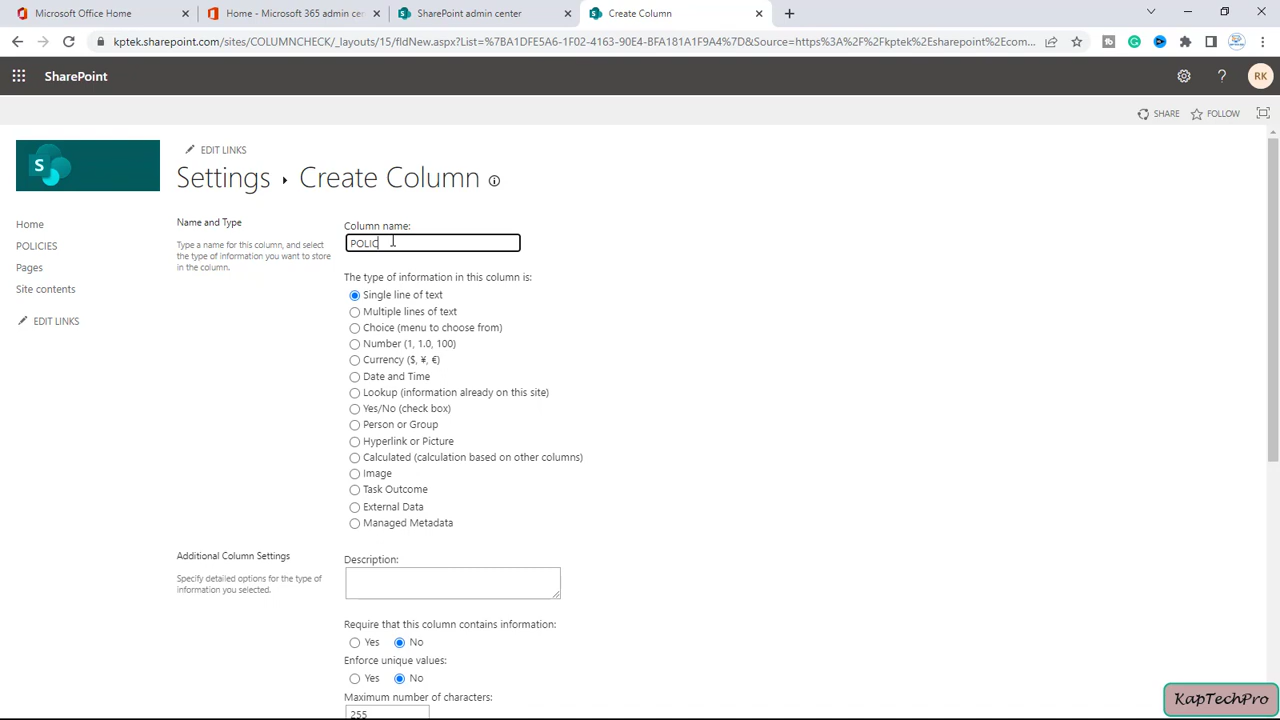 Microsoft Office Home
Home - Microsoft 365 admin cen
SharePoint admin center
Create Column
kptek.sharepoint.com/sites/COLUMNCHECK/_layouts/15/fldNew.aspx?List=%7BA1DFE5A6-1F02-4163-90E4-BFA181A1F9A4%7D&Source=https%3A%2F%2Fkptek%2Esharepoint%2Ecom...
SharePoint
RK
SHARE
FOLLOW
S
EDIT LINKS
Settings ▸ Create Column
Home
POLICIES
Pages
Site contents
EDIT LINKS
Name and Type
Type a name for this column, and select
the type of information you want to
store in the column.
Column name:
POLIC
The type of information in this column is:
Single line of text
Multiple lines of text
Choice (menu to choose from)
Number (1, 1.0, 100)
Currency ($, ¥, €)
Date and Time
Lookup (information already on this site)
Yes/No (check box)
Person or Group
Hyperlink or Picture
Calculated (calculation based on other columns)
Image
Task Outcome
External Data
Managed Metadata
Additional Column Settings
Specify detailed options for the type of
information you selected.
Description:
Require that this column contains information:
Yes No
Enforce unique values:
Yes No
Maximum number of characters:
255
KapTechPro